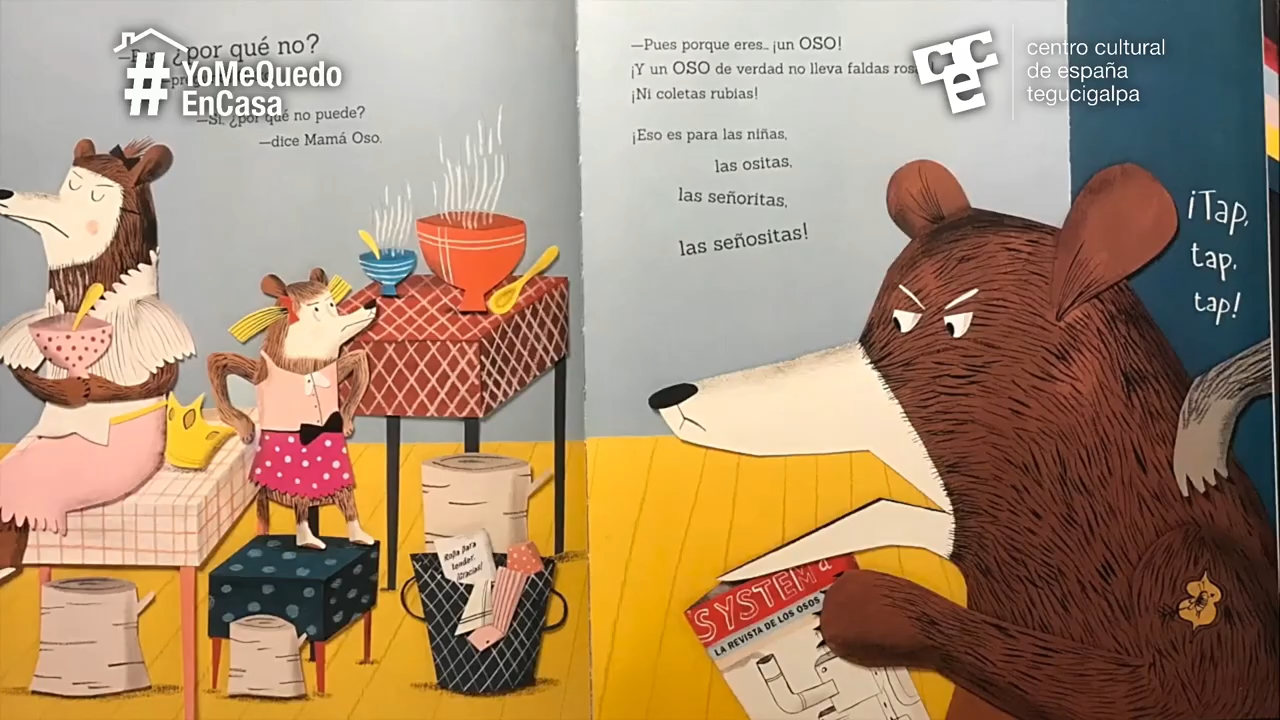 ¿por qué no?
#YoMeQuedo
EnCasa
—Sí, ¿por qué no puede?
—dice Mamá Oso.
—Pues porque eres... ¡un OSO!
¡Y un OSO de verdad no lleva faldas
¡Ni coletas rubias!
¡Eso es para las niñas,
las ositas,
las señoritas,
las señositas!
cce
centro cultural
de españa
tegucigalpa
¡Tap,
tap,
tap!
Ropa para
tender.
¡Gracias!
SYSTEM a
LA REVISTA DE LOS OSOS